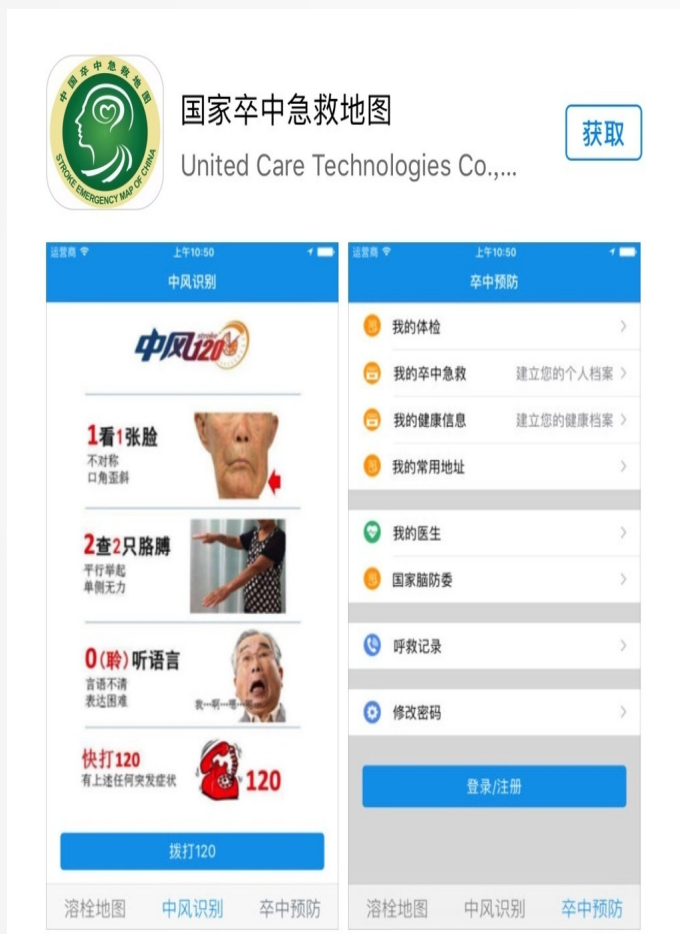 中国卒中急救地图
STROKE EMERGENCY MAP OF CHINA
国家卒中急救地图
United Care Technologies Co.,...
获取
运营商 上午10:50
中风识别
stroke
中风120
1看1张脸
不对称
口角歪斜
2查2只胳膊
平行举起
单侧无力
0(聆)听语言
言语不清
表达困难
我…啊…嗯…呃…
快打120
有上述任何突发症状
120
拨打120
溶栓地图 中风识别 卒中预防
运营商 上午10:50
卒中预防
我的体检
我的卒中急救 建立您的个人档案
我的健康信息 建立您的健康档案
我的常用地址
我的医生
国家脑防委
呼救记录
修改密码
登录/注册
溶栓地图 中风识别 卒中预防